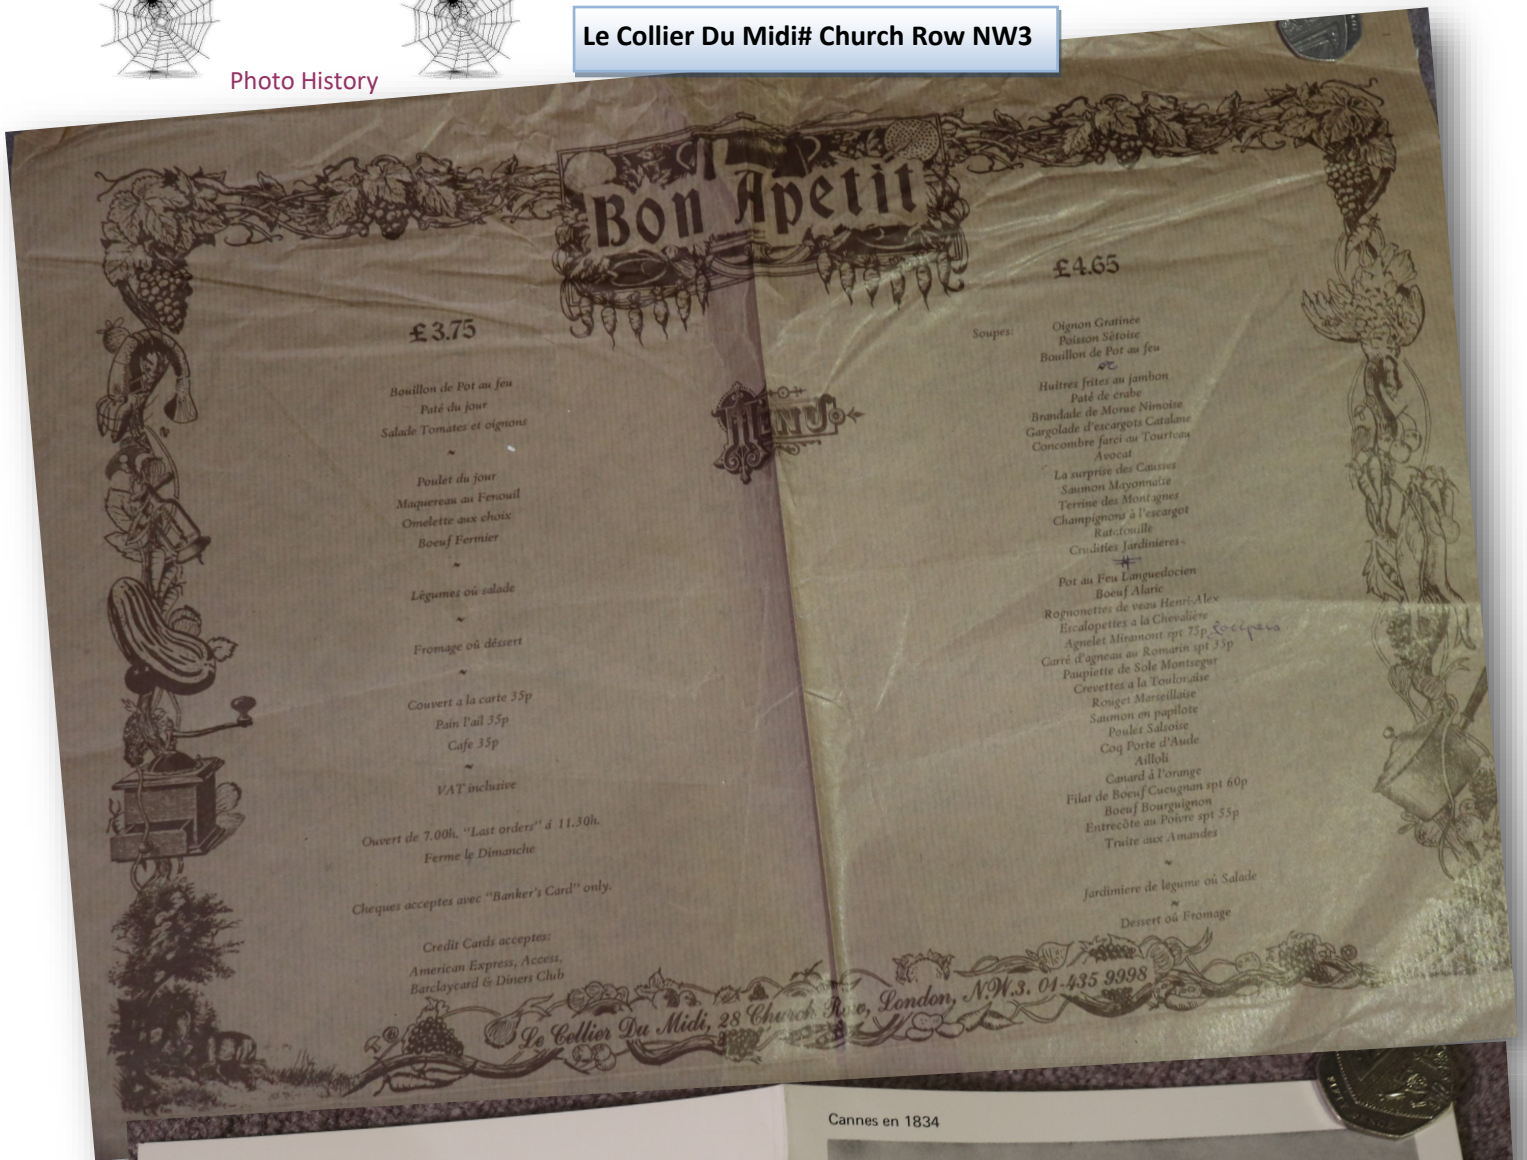 Le Collier Du Midi# Church Row NW3
Photo History
Bon Apetit
MENU
£3.75
Bouillon de Pot au feu
Paté du jour
Salade Tomates et oignons
~
Poulet du jour
Maquereau au Fenouil
Omelette aux choix
Boeuf Fermier
~
Légumes où salade
~
Fromage où déssert
~
Couvert a la carte 35p
Pain l'ail 35p
Cafe 35p
~
VAT inclusive
Ouvert de 7.00h. "Last orders" á 11.30h.
Ferme le Dimanche
Cheques acceptes avec "Banker's Card" only.
Credit Cards acceptes:
American Express, Access,
Barclaycard & Diners Club
£4.65
Soupes: Oignon Gratinée
Poisson Sètoise
Bouillon de Pot au feu
Huitres frites au jambon
Paté de crabe
Brandade de Morue Nimoise
Gargolade d'escargots Catalane
Concombre farci au Tourteau
Avocat
La surprise des Causses
Saumon Mayonnaise
Terrine des Montagnes
Champignons à l'escargot
Ratatouille
Crudities Jardinieres
Pot au Feu Languedocien
Boeuf Alaric
Rognonettes de veau Henri-Alex
Escalopettes a la Chevalière
Agnelet Miramont spt 75p
Carré d'agneau au Romarin spt 35p
Paupiette de Sole Montsegur
Crevettes a la Toulonaise
Rouget Marseillaise
Saumon en papilote
Poulet Salsoise
Coq Porte d'Aude
Ailloli
Canard à l'orange
Filat de Boeuf Cucugnan spt 60p
Boeuf Bourguignon
Entrecôte au Poivre spt 55p
Truite aux Amandes
~
Jardimiere de legume où Salade
~
Dessert où Fromage
Le Cellier Du Midi, 28 Church Row, London, N.W.3. 01-435 9998
Cannes en 1834